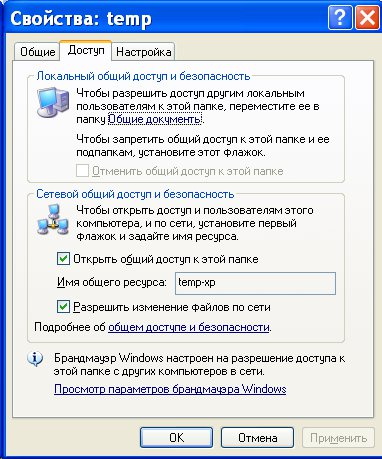 Свойства: temp
Общие Доступ Настройка
Локальный общий доступ и безопасность
Чтобы разрешить доступ другим локальным
пользователям к этой папке, переместите ее в
папку Общие документы.
Чтобы запретить общий доступ к этой папке и ее
подпапкам, установите этот флажок.
Отменить общий доступ к этой папке
Сетевой общий доступ и безопасность
Чтобы открыть доступ и пользователям этого
компьютера, и по сети, установите первый
флажок и задайте имя ресурса.
Открыть общий доступ к этой папке
Имя общего ресурса: temp-xp
Разрешить изменение файлов по сети
Подробнее об общем доступе и безопасности.
Брандмауэр Windows настроен на разрешение доступа к
этой папке с других компьютеров в сети.
Просмотр параметров брандмауэра Windows
OK Отмена Применить